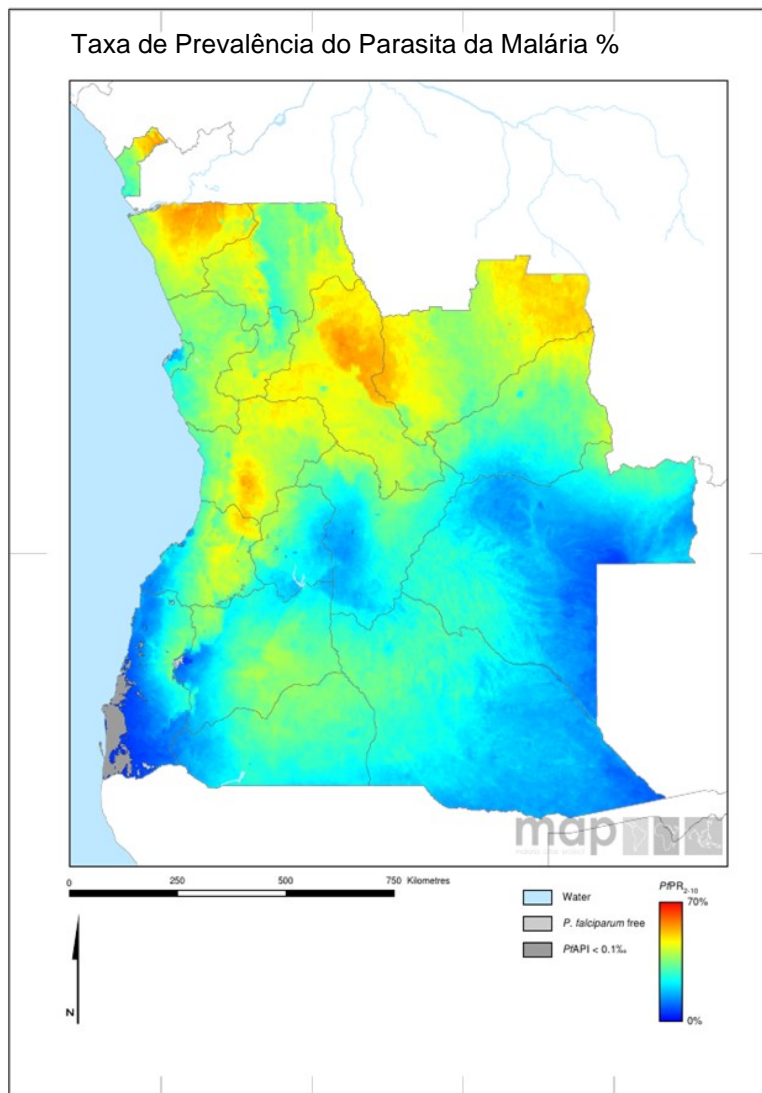 Taxa de Prevalência do Parasita da Malária %
map
0 250 500 750 Kilometres
Water
P. falciparum free
PfAPI < 0.1‰
PfPR2-10
70%
0%
N